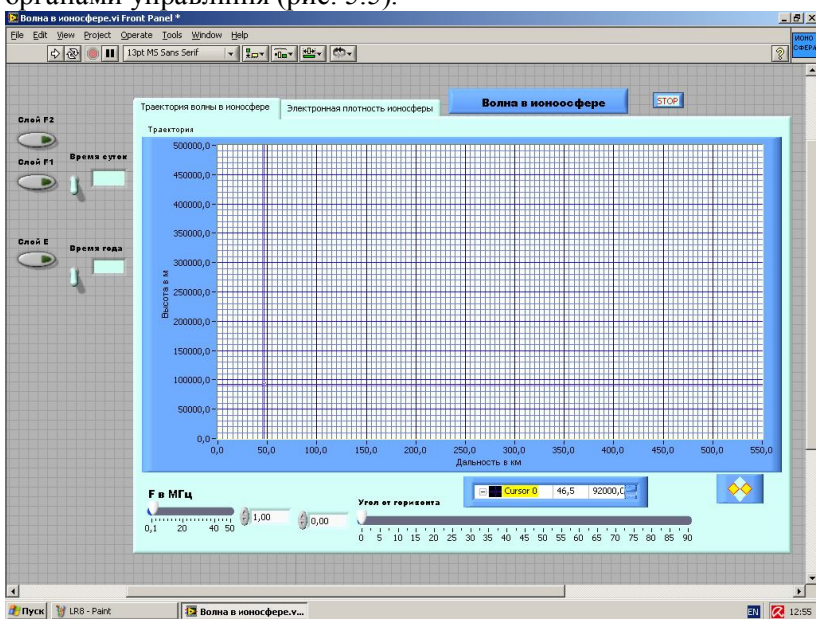 органами управлния (рис. 5.5).
Волна в ионосфере.vi Front Panel *
File Edit View Project Operate Tools Window Help
13pt MS Sans Serif
ИОНО
СФЕРА
Траектория волны в ионосфере
Электронная плотность ионосферы
Волна в ионоосфере
STOP
Слой F2
Слой F1
Время суток
Слой E
Время года
Траектория
500000,0
450000,0
400000,0
350000,0
300000,0
250000,0
200000,0
150000,0
100000,0
50000,0
0,0
Высота в м
0,0 50,0 100,0 150,0 200,0 250,0 300,0 350,0 400,0 450,0 500,0 550,0
Дальность в км
Cursor 0 46,5 92000,0
F в МГц
0,1 20 40 50
1,00
0,00
Угол от горизонта
0 5 10 15 20 25 30 35 40 45 50 55 60 65 70 75 80 85 90
Пуск
LR8 - Paint
Волна в ионосфере.v...
EN
12:55